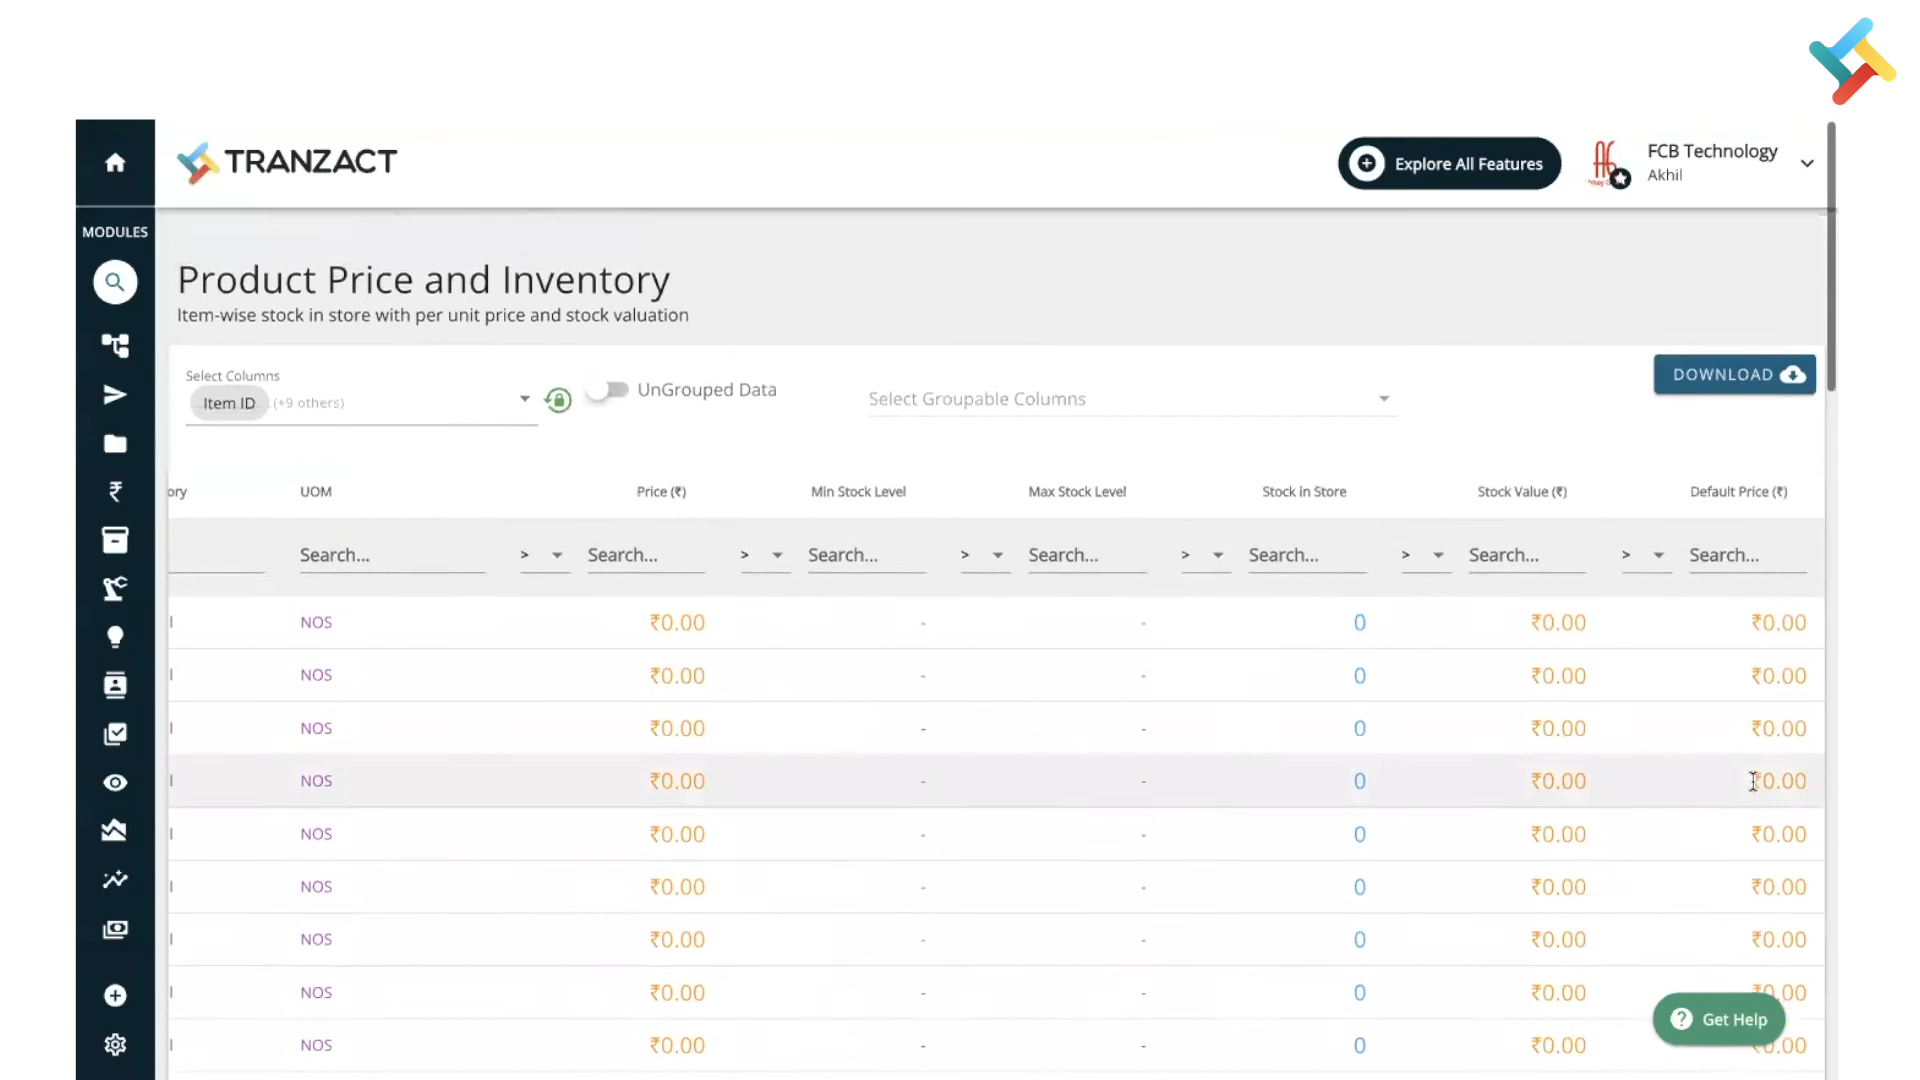 TRANZACT
Explore All Features
FCB Technology
Akhil
MODULES
Product Price and Inventory
Item-wise stock in store with per unit price and stock valuation
Select Columns
Item ID (+9 others)
UnGrouped Data
Select Groupable Columns
DOWNLOAD
ory UOM Price (₹) Min Stock Level Max Stock Level Stock in Store Stock Value (₹) Default Price (₹)
Search... > Search... > Search... > Search... > Search... > Search... > Search...
NOS ₹0.00 - - 0 ₹0.00 ₹0.00
NOS ₹0.00 - - 0 ₹0.00 ₹0.00
NOS ₹0.00 - - 0 ₹0.00 ₹0.00
NOS ₹0.00 - - 0 ₹0.00 ₹0.00
NOS ₹0.00 - - 0 ₹0.00 ₹0.00
NOS ₹0.00 - - 0 ₹0.00 ₹0.00
NOS ₹0.00 - - 0 ₹0.00 ₹0.00
NOS ₹0.00 - - 0 ₹0.00 ₹0.00
NOS ₹0.00 - - 0 ₹0.00 ₹0.00
Get Help